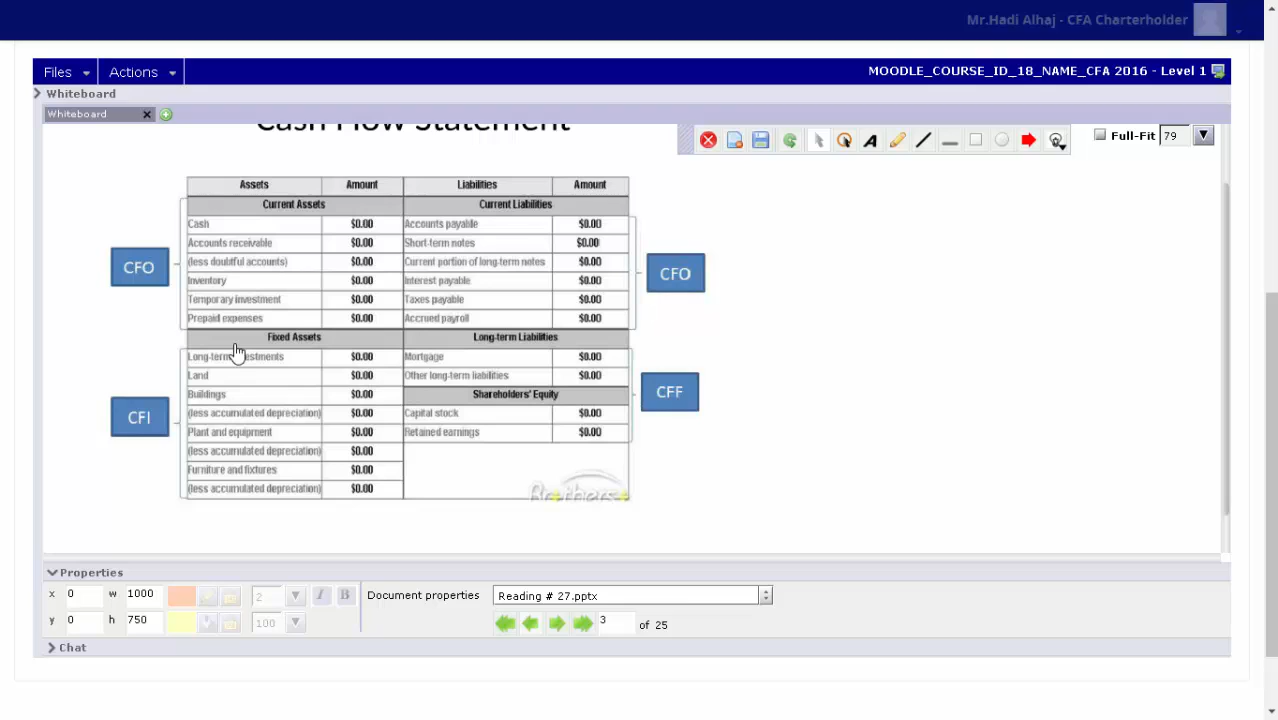 Mr.Hadi Alhaj - CFA Charterholder
Files Actions MOODLE_COURSE_ID_18_NAME_CFA 2016 - Level 1
Whiteboard
Whiteboard
Cash Flow Statement
A Full-Fit 79
Assets Amount Liabilities Amount
Current Assets Current Liabilities
Cash $0.00 Accounts payable $0.00
Accounts receivable $0.00 Short-term notes $0.00
(less doubtful accounts) $0.00 Current portion of long-term notes $0.00
CFO CFO
Inventory $0.00 Interest payable $0.00
Temporary investment $0.00 Taxes payable $0.00
Prepaid expenses $0.00 Accrued payroll $0.00
Fixed Assets Long-term Liabilities
Long-term investments $0.00 Mortgage $0.00
Land $0.00 Other long-term liabilities $0.00
Buildings $0.00 Shareholders' Equity
CFI CFF
(less accumulated depreciation) $0.00 Capital stock $0.00
Plant and equipment $0.00 Retained earnings $0.00
(less accumulated depreciation) $0.00
Furniture and fixtures $0.00
(less accumulated depreciation) $0.00
Brothers
Properties
x 0 w 1000 2 I B Document properties Reading # 27.pptx
y 0 h 750 100 3 of 25
Chat